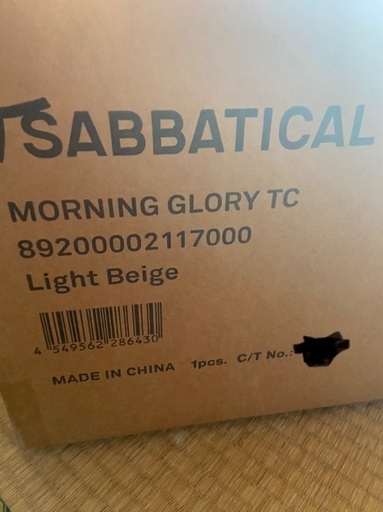 SABBATICAL
MORNING GLORY TC
89200002117000
Light Beige
4 549562 286430
MADE IN CHINA 1pcs. C/T No.: